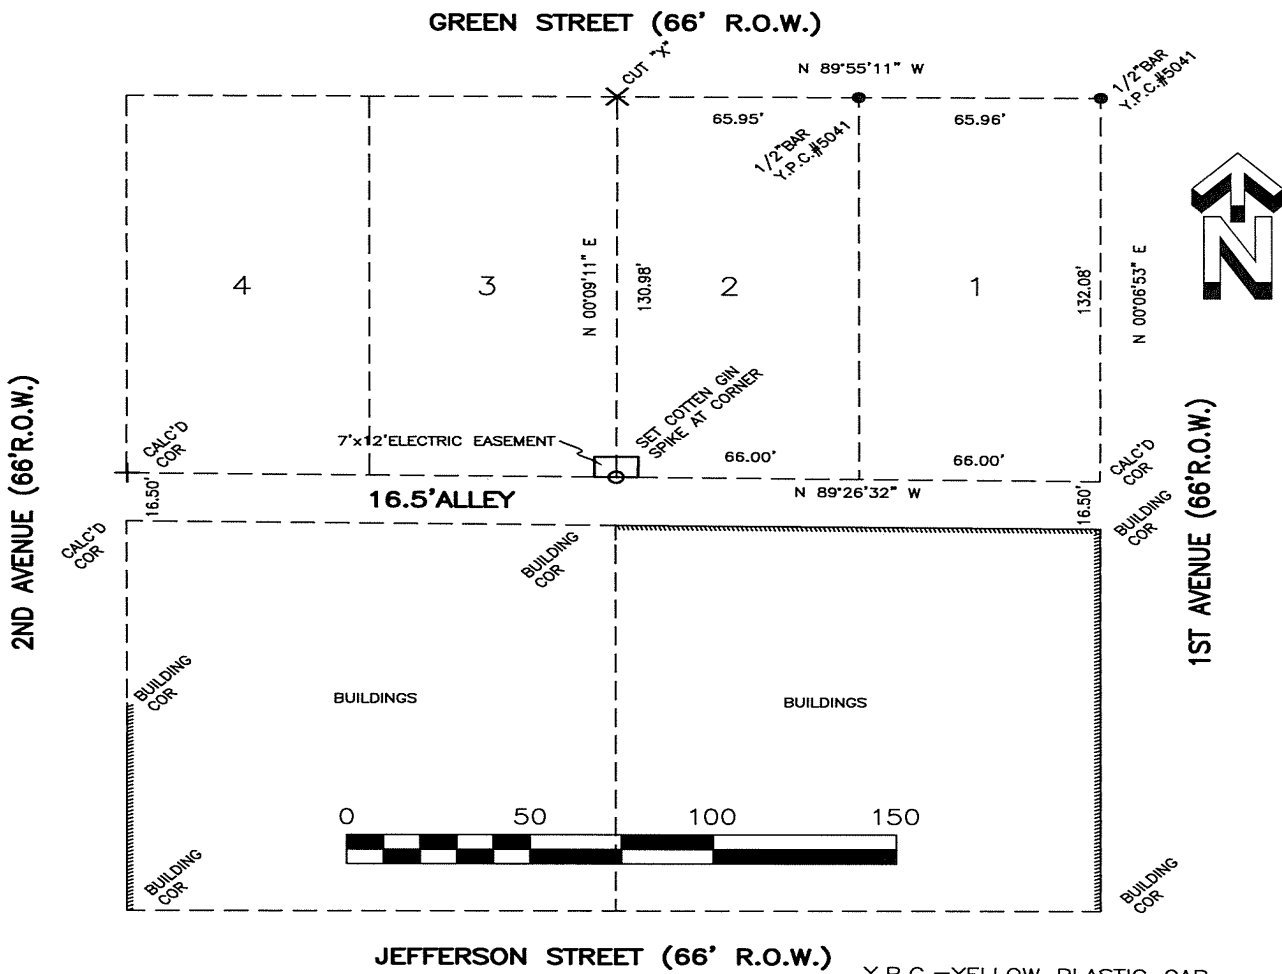 GREEN STREET (66' R.O.W.)
CUT "X"
N 89°55'11" W
1/2"BAR
Y.P.C.#5041
65.95'
65.96'
1/2"BAR
Y.P.C.#5041
N
4
3
N 00°09'11" E
130.98'
2
1
132.08'
N 00°06'53" E
2ND AVENUE (66'R.O.W.)
1ST AVENUE (66'R.O.W.)
SET COTTEN GIN
SPIKE AT CORNER
CALC'D
COR
7'x12'ELECTRIC EASEMENT
66.00'
66.00'
CALC'D
COR
16.50'
16.5'ALLEY
N 89°26'32" W
16.50'
BUILDING
COR
CALC'D
COR
BUILDING
COR
BUILDING
COR
BUILDINGS
BUILDINGS
0 50 100 150
BUILDING
COR
BUILDING
COR
JEFFERSON STREET (66' R.O.W.)
Y.P.C.=YELLOW PLASTIC CAP